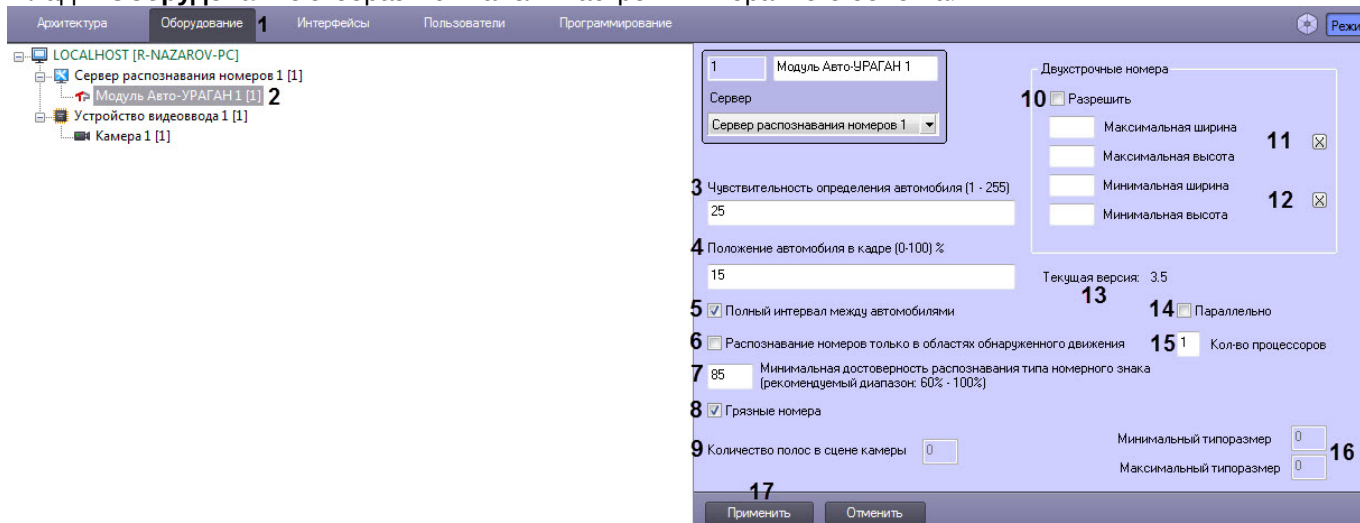 Архитектура Оборудование 1 Интерфейсы Пользователи Программирование Режи
LOCALHOST [R-NAZAROV-PC]
Сервер распознавания номеров 1 [1]
Модуль Авто-УРАГАН 1 [1] 2
Устройство видеоввода 1 [1]
Камера 1 [1]
1 Модуль Авто-УРАГАН 1
Сервер
Сервер распознавания номеров 1
3 Чувствительность определения автомобиля (1 - 255)
25
4 Положение автомобиля в кадре (0-100) %
15
Двухстрочные номера
10 Разрешить
Максимальная ширина
11
Максимальная высота
Минимальная ширина
12
Минимальная высота
Текущая версия: 3.5
13
5 Полный интервал между автомобилями
14 Параллельно
6 Распознавание номеров только в областях обнаруженного движения
15 1 Кол-во процессоров
7 85 Минимальная достоверность распознавания типа номерного знака
(рекомендуемый диапазон: 60% - 100%)
8 Грязные номера
9 Количество полос в сцене камеры 0
Минимальный типоразмер 0
16
Максимальный типоразмер 0
17
Применить Отменить